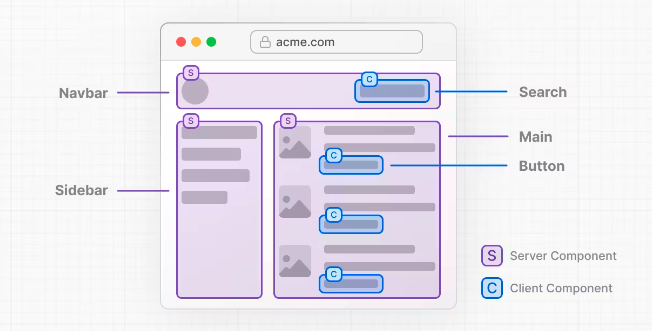 acme.com
S
C
Navbar
Search
S
S
Main
C
Button
Sidebar
C
S Server Component
C
C Client Component